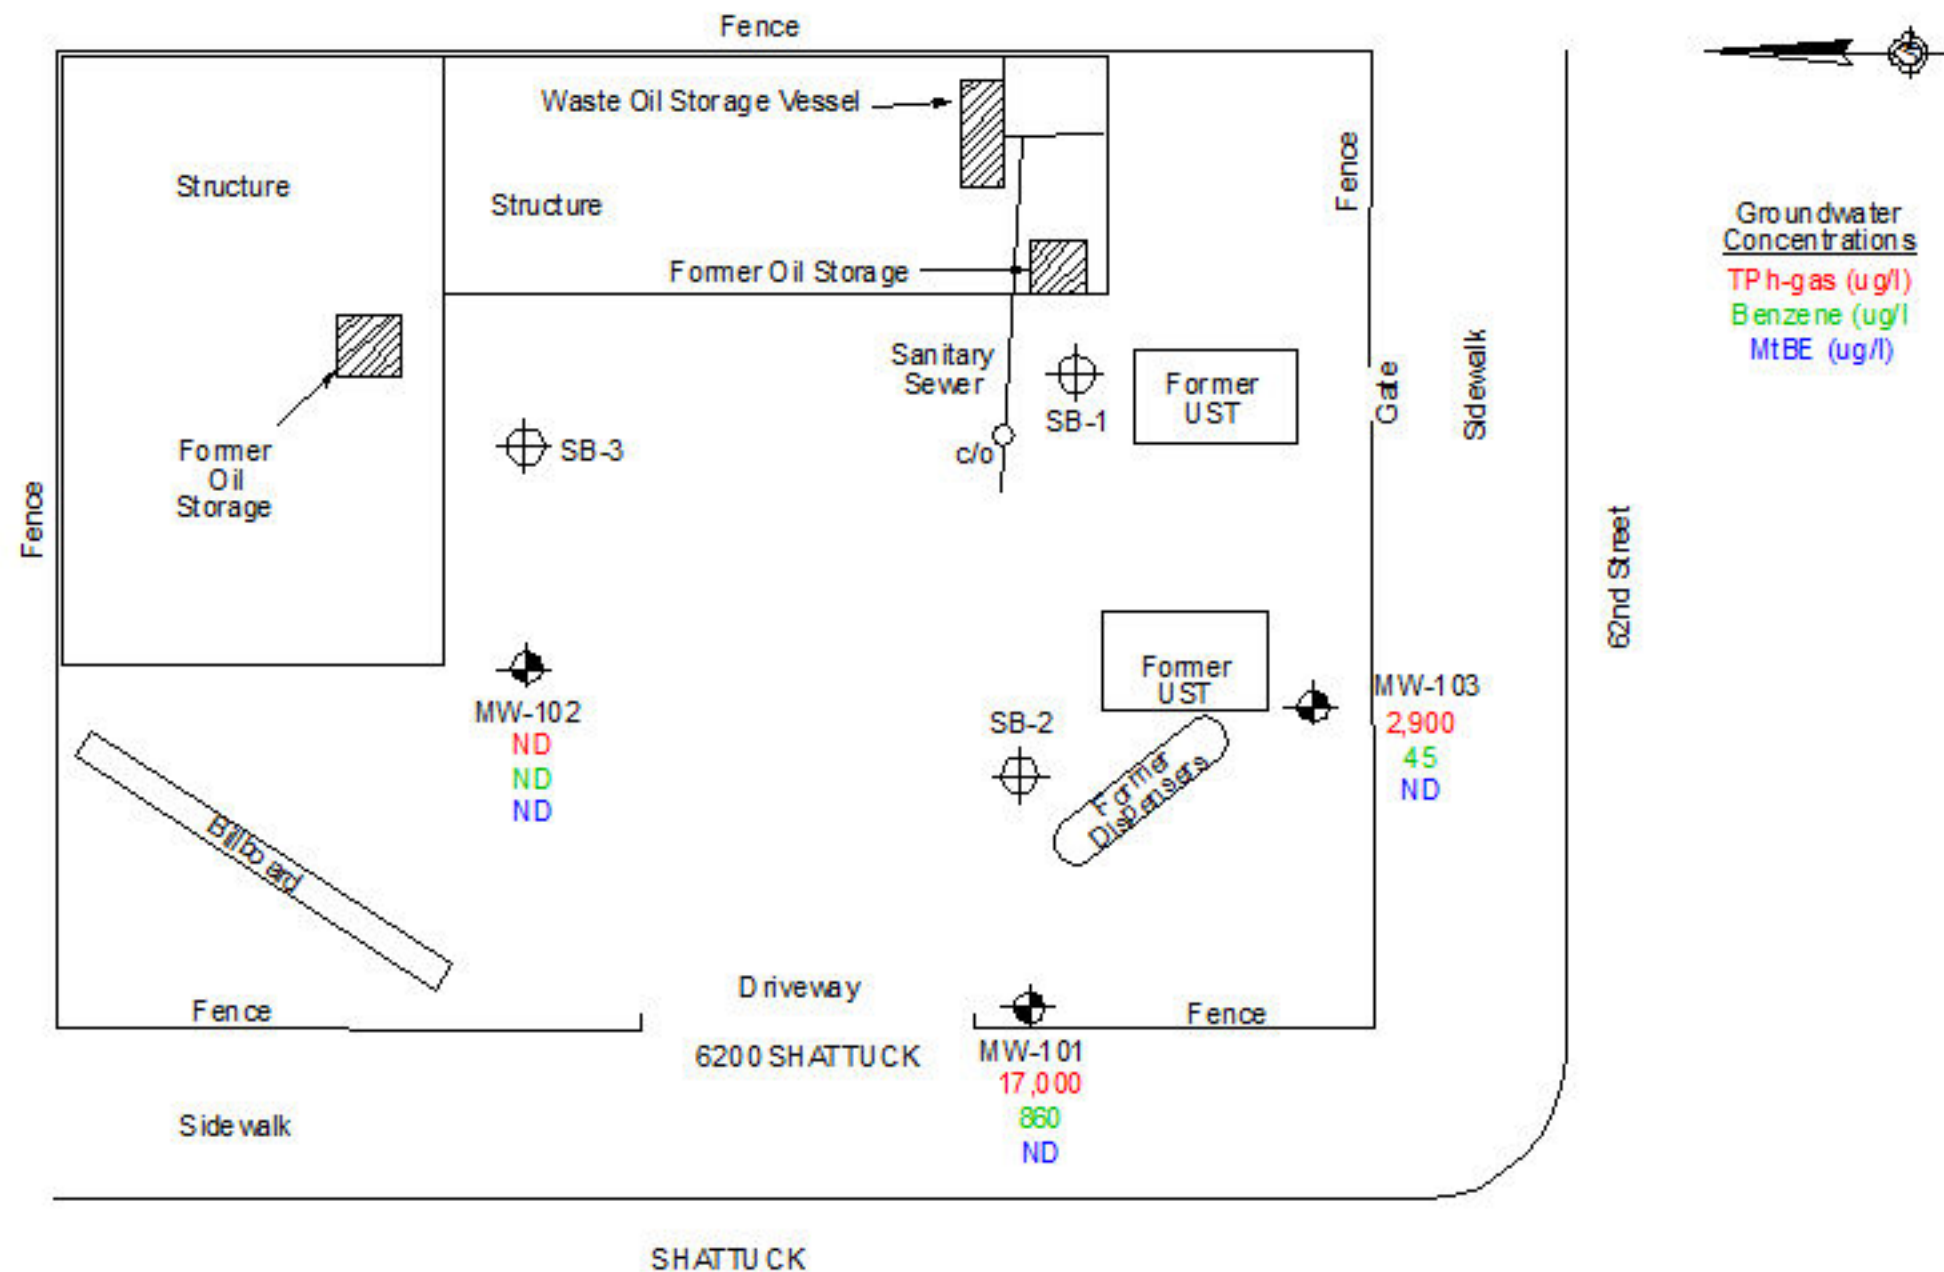 Fence
Waste Oil Storage Vessel
Structure
Structure
Former Oil Storage
Fence
Groundwater
Concentrations
TPh-gas (ug/l)
Benzene (ug/l
MtBE (ug/l)
Sanitary
Sewer
SB-1
Former
UST
Gate
Sidewalk
Former
Oil
Storage
SB-3
c/o
Fence
62nd Street
Former
UST
MW-103
2,900
45
ND
MW-102
ND
ND
ND
SB-2
Former
Dispensers
Billboard
Driveway
Fence
Fence
6200 SHATTUCK
MW-101
17,000
860
ND
Sidewalk
SHATTUCK